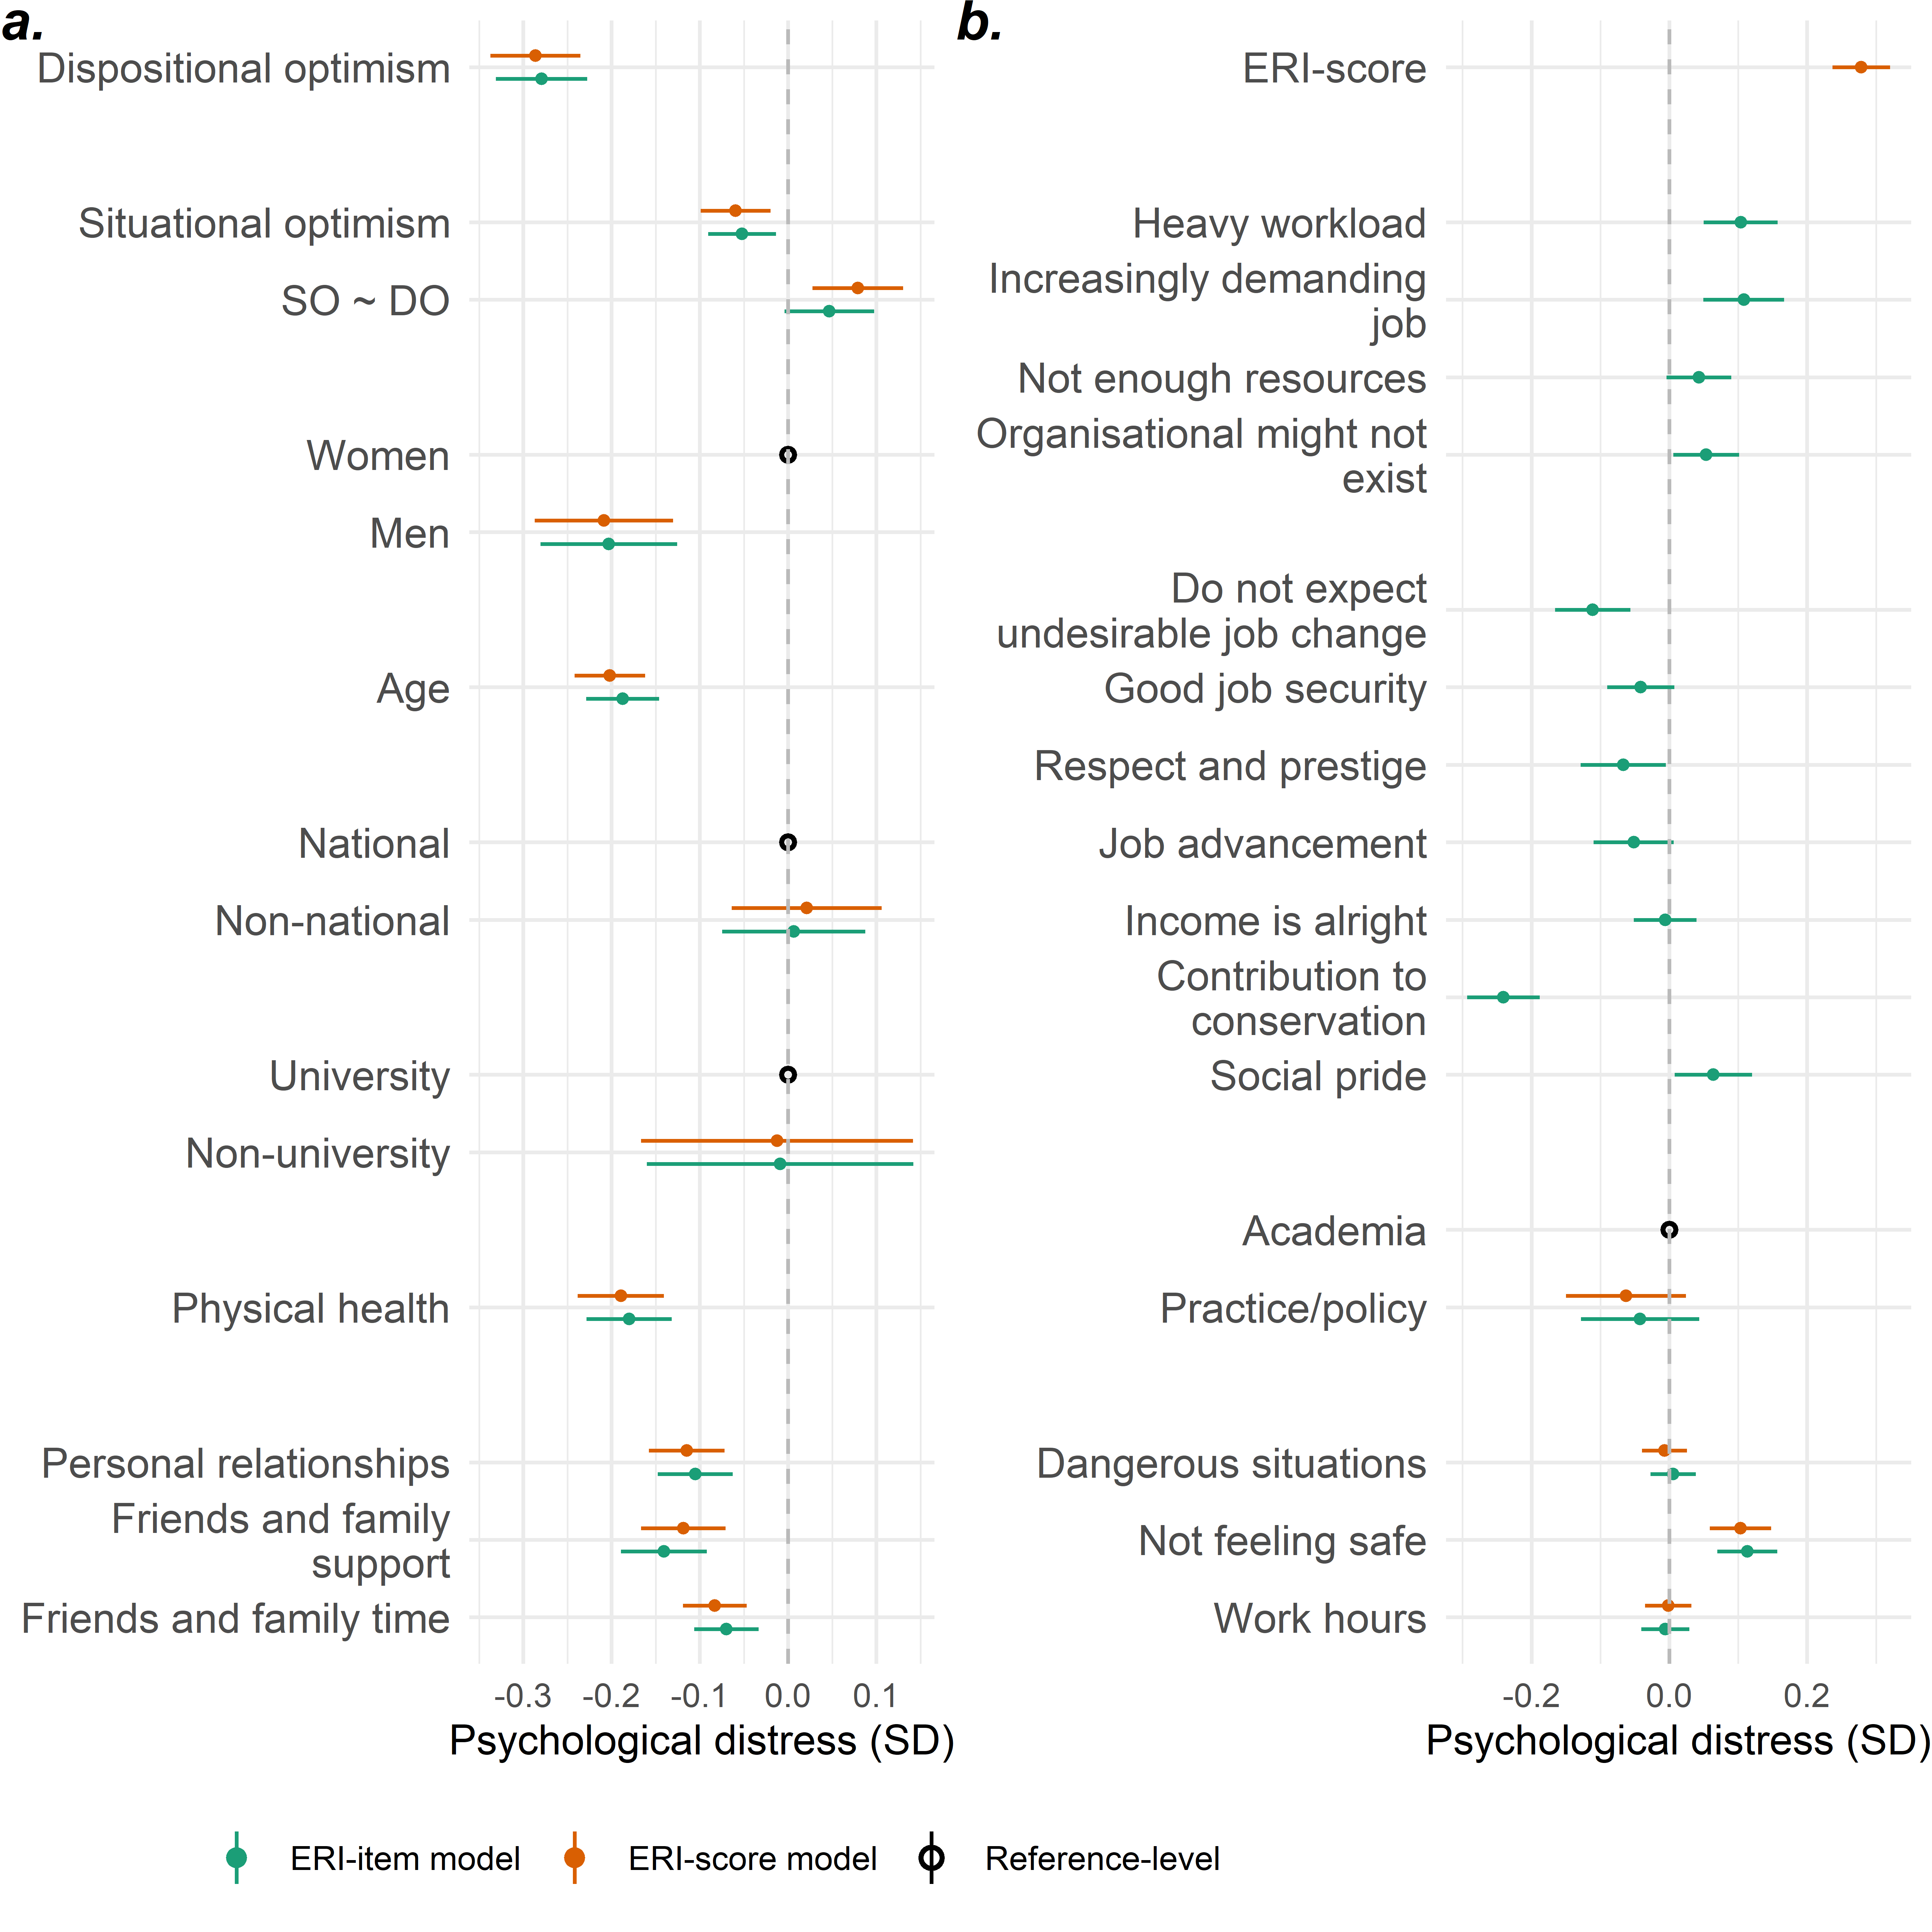 a.
Dispositional optimism
Situational optimism
SO ~ DO
Women
Men
Age
National
Non-national
University
Non-university
Physical health
Personal relationships
Friends and family
support
Friends and family time
-0.3 -0.2 -0.1 0.0 0.1
Psychological distress (SD)
b.
ERI-score
Heavy workload
Increasingly demanding
job
Not enough resources
Organisational might not
exist
Do not expect
undesirable job change
Good job security
Respect and prestige
Job advancement
Income is alright
Contribution to
conservation
Social pride
Academia
Practice/policy
Dangerous situations
Not feeling safe
Work hours
-0.2 0.0 0.2
Psychological distress (SD)
ERI-item model ERI-score model Reference-level